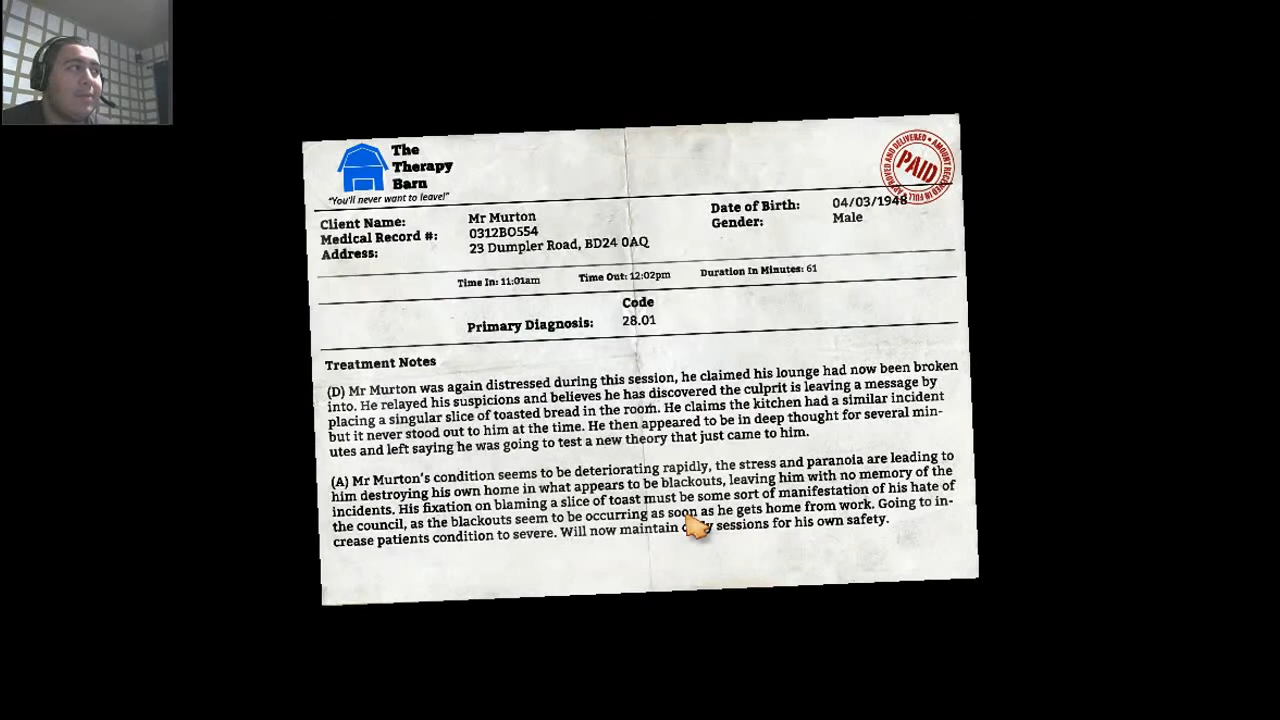 The
Therapy
Barn
"You'll never want to leave!"
APPROVED AND DELIVERED • AMOUNT RECEIVED IN FULL
PAID
Client Name: Mr Murton Date of Birth: 04/03/1948
Medical Record #: 0312BO554 Gender: Male
Address: 23 Dumpler Road, BD24 0AQ
Time In: 11:01am Time Out: 12:02pm Duration In Minutes: 61
Code
Primary Diagnosis: 28.01
Treatment Notes
(D) Mr Murton was again distressed during this session, he claimed his lounge had now been broken
into. He relayed his suspicions and believes he has discovered the culprit is leaving a message by
placing a singular slice of toasted bread in the room. He claims the kitchen had a similar incident
but it never stood out to him at the time. He then appeared to be in deep thought for several min-
utes and left saying he was going to test a new theory that just came to him.
(A) Mr Murton's condition seems to be deteriorating rapidly, the stress and paranoia are leading to
him destroying his own home in what appears to be blackouts, leaving him with no memory of the
incidents. His fixation on blaming a slice of toast must be some sort of manifestation of his hate of
the council, as the blackouts seem to be occurring as soon as he gets home from work. Going to in-
crease patients condition to severe. Will now maintain sessions for his own safety.